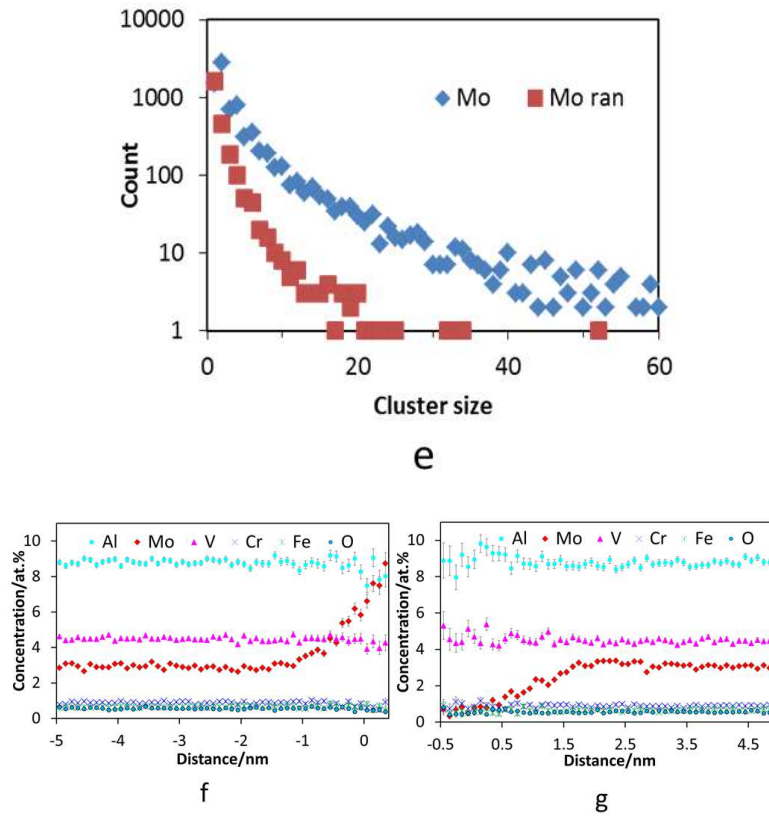 10000
1000
100
10
1
Count
Mo
Mo ran
0
20
40
60
Cluster size
e
Al Mo V Cr Fe O
10
8
6
4
2
0
Concentration/at.%
-5 -4 -3 -2 -1 0
Distance/nm
f
Al Mo V Cr Fe O
10
8
6
4
2
0
Concentration/at.%
-0.5 0.5 1.5 2.5 3.5 4.5
Distance/nm
g